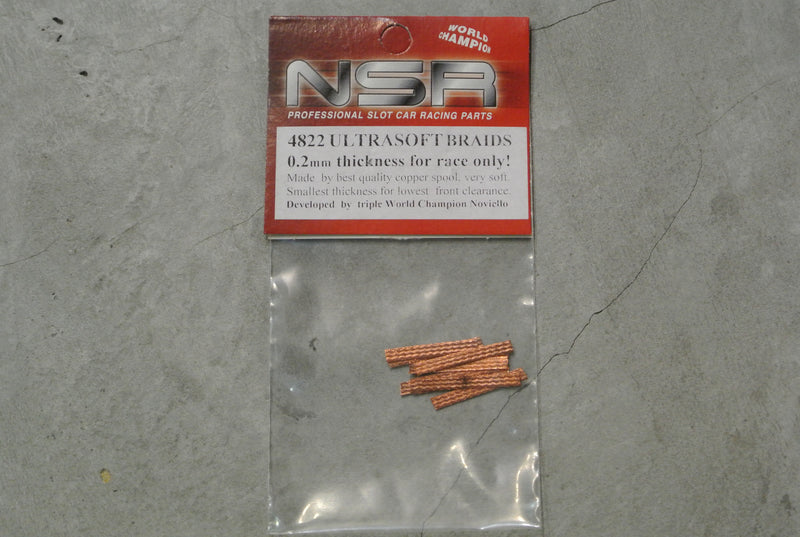 WORLD
CHAMPION
NSR
PROFESSIONAL SLOT CAR RACING PARTS
4822 ULTRASOFT BRAIDS
0.2mm thickness for race only!
Made by best quality copper spool, very soft.
Smallest thickness for lowest front clearance.
Developed by triple World Champion Noviello